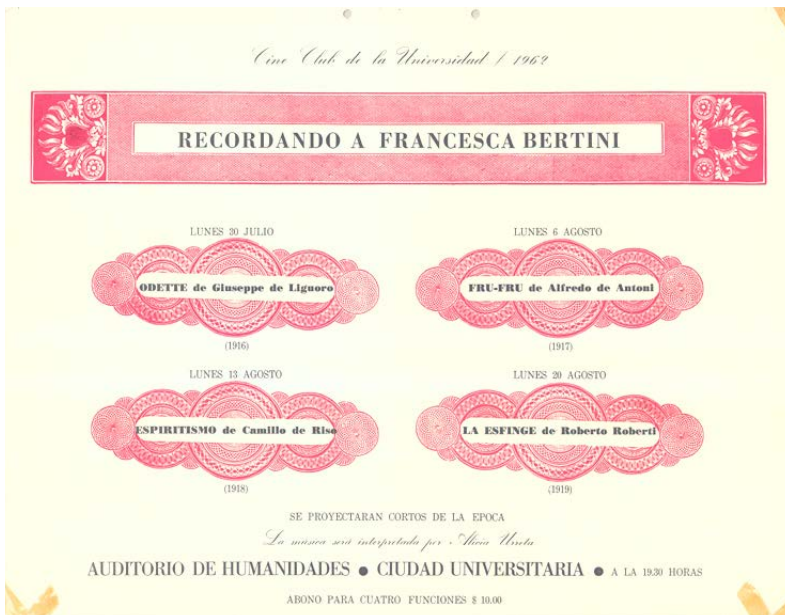 Cine Club de la Universidad / 1962
RECORDANDO A FRANCESCA BERTINI
LUNES 30 JULIO
ODETTE de Giuseppe de Liguoro
(1916)
LUNES 6 AGOSTO
FRU-FRU de Alfredo de Antoni
(1917)
LUNES 13 AGOSTO
ESPIRITISMO de Camillo de Riso
(1918)
LUNES 20 AGOSTO
LA ESFINGE de Roberto Roberti
(1919)
SE PROYECTARAN CORTOS DE LA EPOCA
La música será interpretada por - Alicia Urreta
AUDITORIO DE HUMANIDADES ● CIUDAD UNIVERSITARIA ● A LA 19.30 HORAS
ABONO PARA CUATRO FUNCIONES $ 10.00